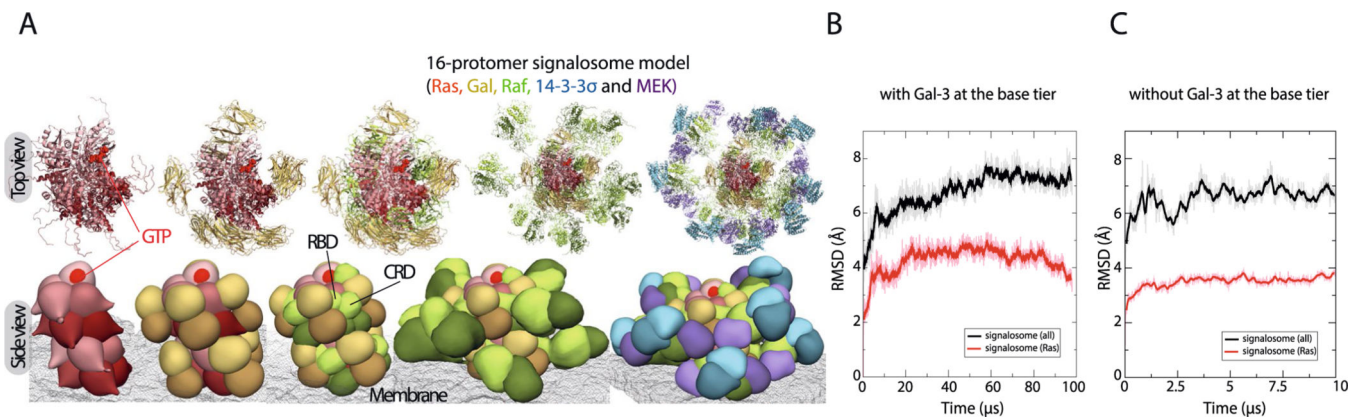 A
16-protomer signalosome model
(Ras, Gal, Raf, 14-3-3σ and MEK)
Top view
GTP
RBD
CRD
Side view
Membrane
B
with Gal-3 at the base tier
RMSD (Å)
8
6
4
2
0
20
40
60
80
100
signalosome (all)
signalosome (Ras)
Time (µs)
C
without Gal-3 at the base tier
RMSD (Å)
8
6
4
2
0
2.5
5
7.5
10
signalosome (all)
signalosome (Ras)
Time (µs)